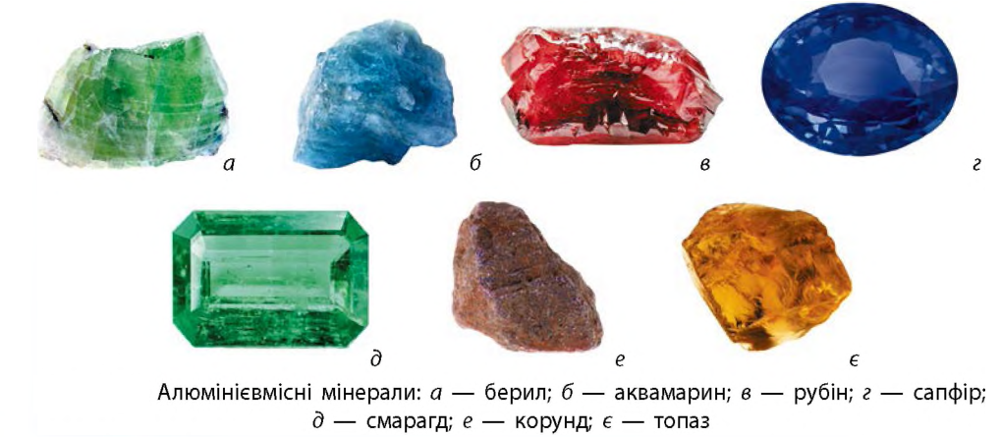 а
б
в
г
д
е
є
Алюмінієвмісні мінерали: а — берил; б — аквамарин; в — рубін; г — сапфір;
д — смарагд; е — корунд; є — топаз